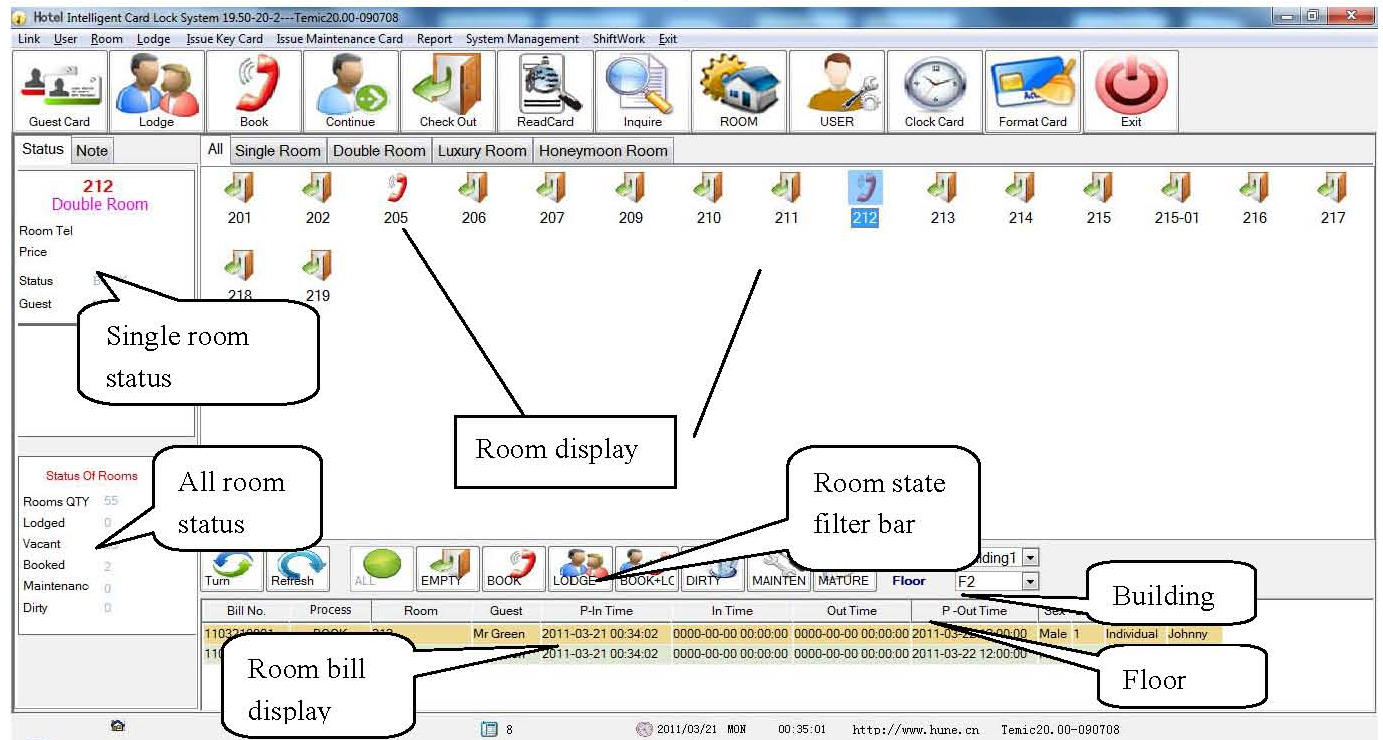 Hotel Intelligent Card Lock System 19.50-20-2---Temic20.00-090708
Link User Room Lodge Issue Key Card Issue Maintenance Card Report System Management ShiftWork Exit
Guest Card Lodge Book Continue Check Out ReadCard Inquire ROOM USER Clock Card Format Card Exit
Status Note All Single Room Double Room Luxury Room Honeymoon Room
212
Double Room
Room Tel
Price
Status
Guest
201 202 205 206 207 209 210 211 212 213 214 215 215-01 216 217
218 219
Single room
status
Room display
Status Of Rooms
Rooms QTY 55
Lodged 0
Vacant
Booked 2
Maintenanc 0
Dirty 0
All room
status
Room state
filter bar
Turn Refresh ALL EMPTY BOOK LODGE BOOK+LC DIRTY MAINTEN MATURE Floor F2
Building
Bill No. Process Room Guest P-In Time In Time Out Time P -Out Time Sex
Mr Green 2011-03-21 00:34:02 0000-00-00 00:00:00 0000-00-00 00:00:00 Male 1 Individual Johnny
2011-03-21 00:34:02 0000-00-00 00:00:00 0000-00-00 00:00:00 2011-03-22 12:00:00
Room bill
display
Floor
8 2011/03/21 MON 00:35:01 http://www.hune.cn Temic20.00-090708